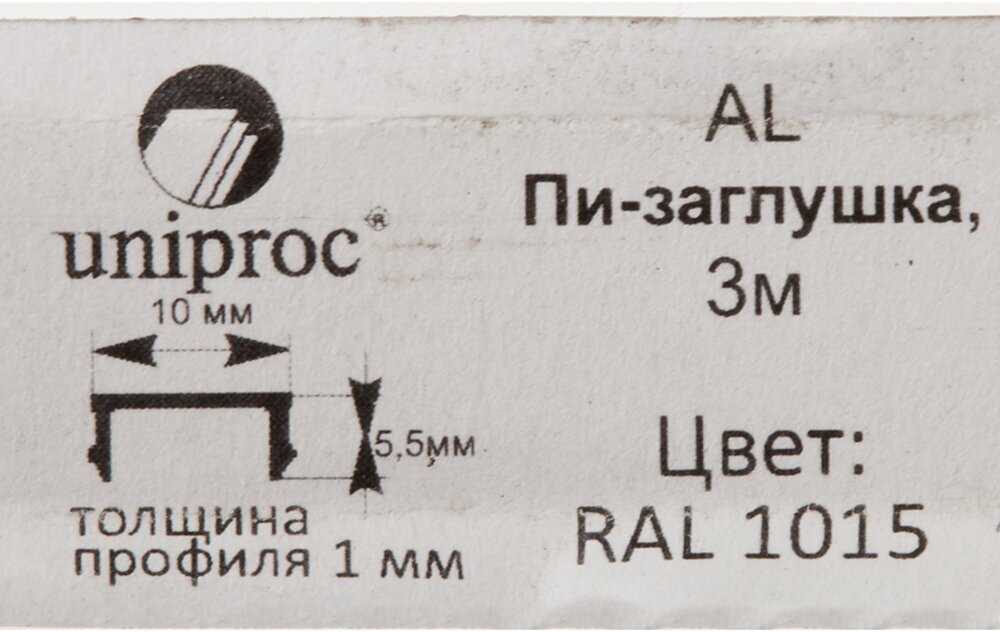 uniproc®
10 мм
5,5мм
толщина
профиля 1 мм
AL
Пи-заглушка,
3м
Цвет:
RAL 1015